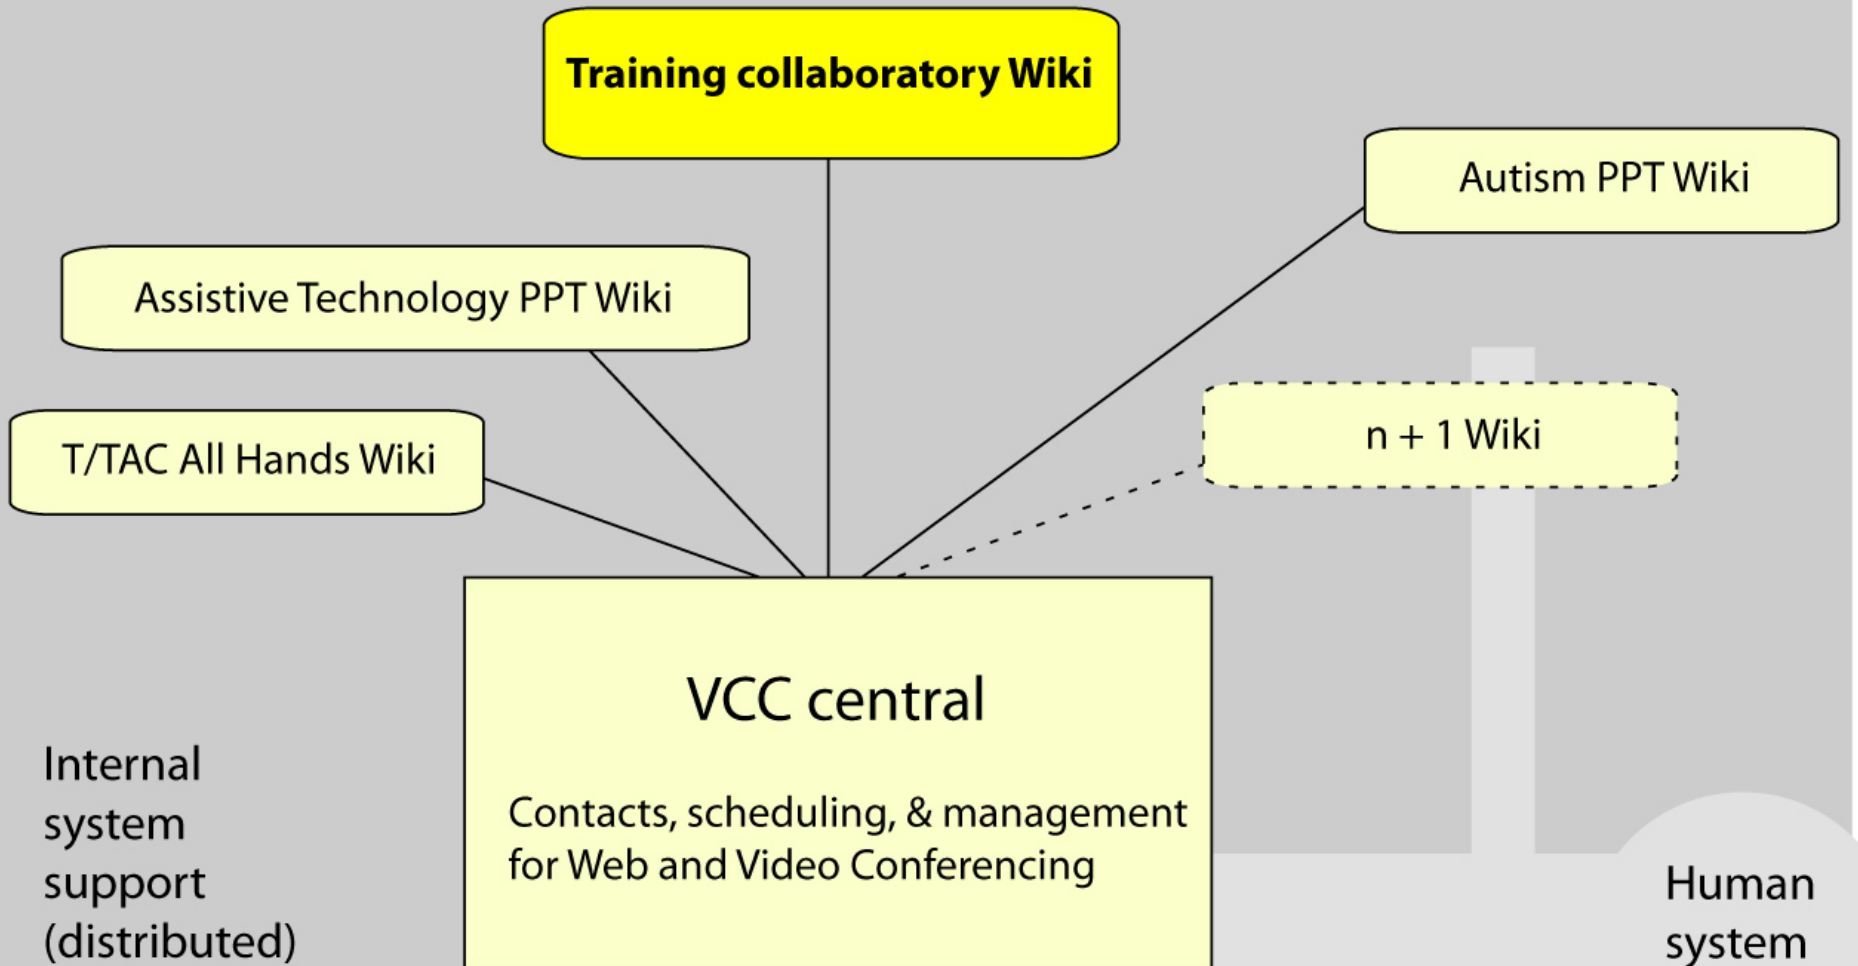 Training collaboratory Wiki
Autism PPT Wiki
Assistive Technology PPT Wiki
n + 1 Wiki
T/TAC All Hands Wiki
VCC central
Contacts, scheduling, & management
for Web and Video Conferencing
Internal
system
support
(distributed)
Human
system